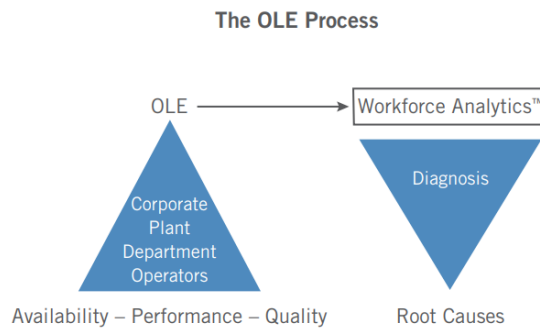 The OLE Process
OLE
Workforce Analytics™
Corporate
Plant
Department
Operators
Diagnosis
Availability – Performance – Quality
Root Causes